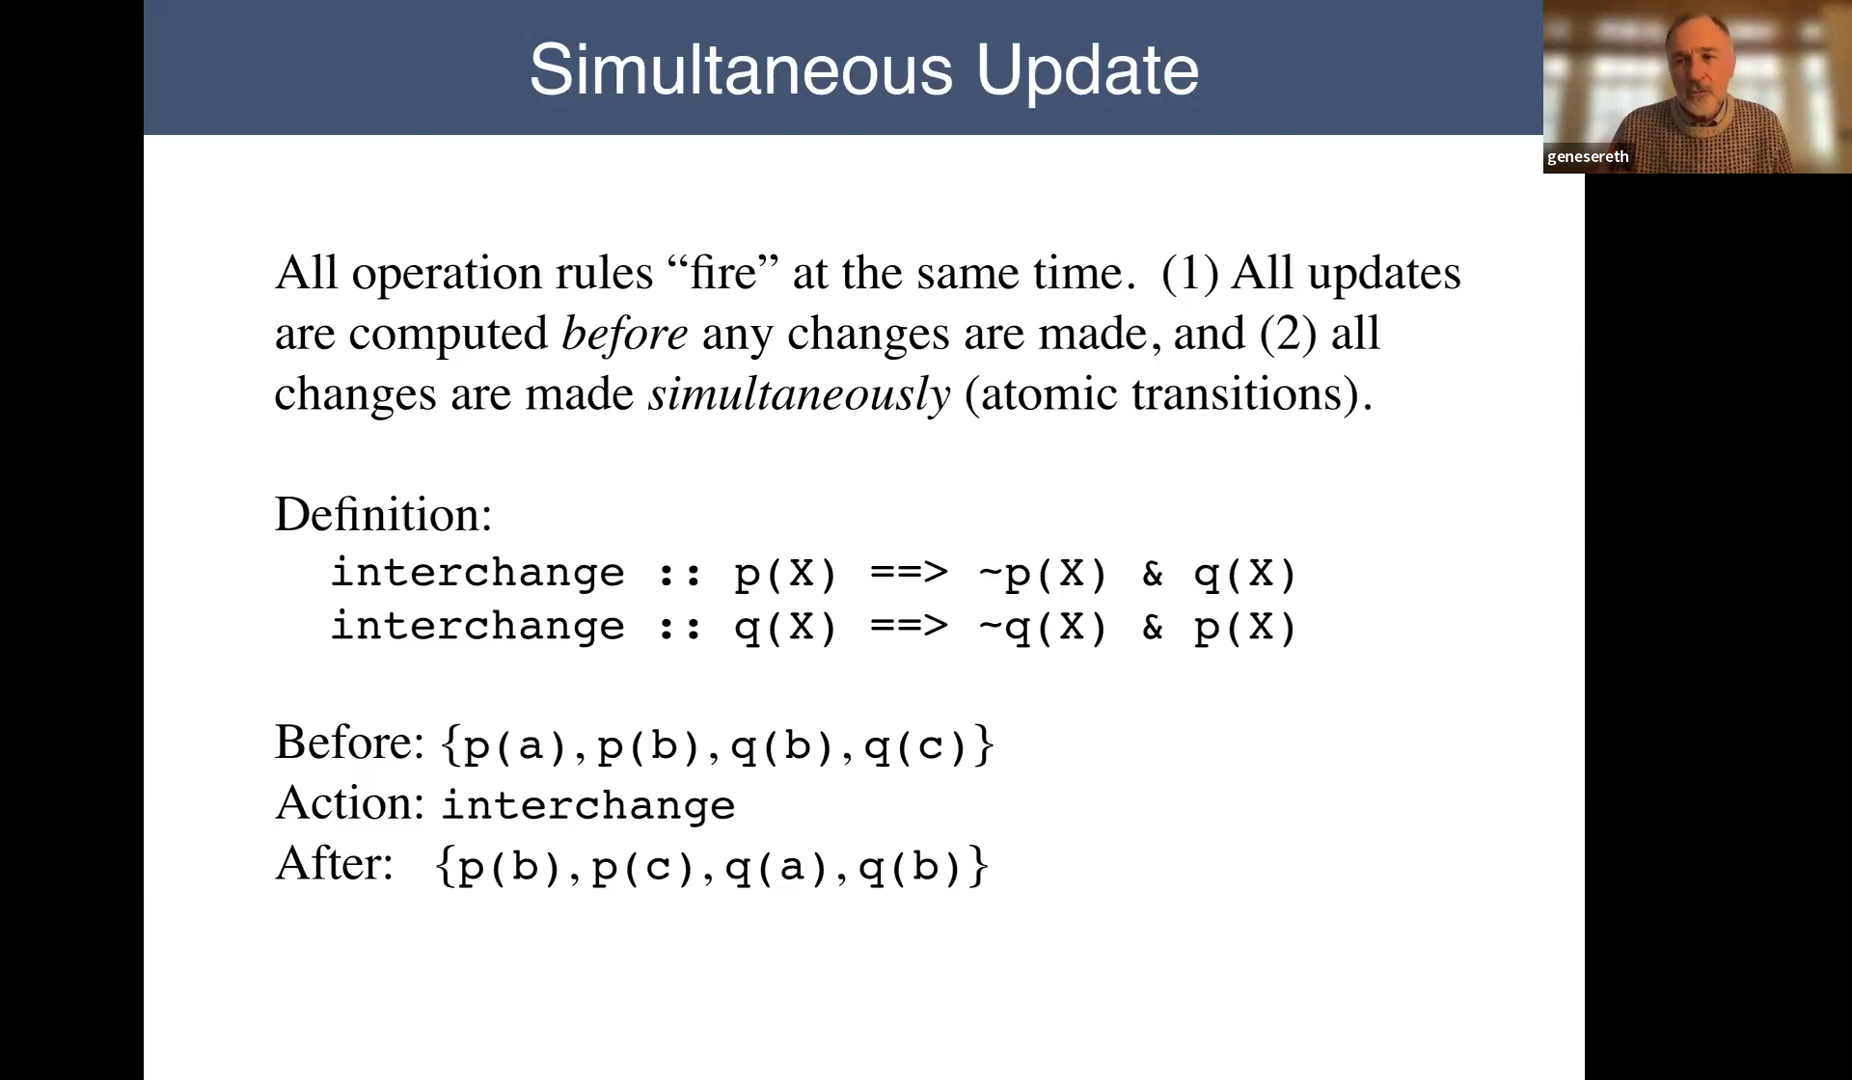 Simultaneous Update
genesereth
All operation rules “fire” at the same time. (1) All updates
are computed before any changes are made, and (2) all
changes are made simultaneously (atomic transitions).
Definition:
interchange :: p(X) ==> ~p(X) & q(X)
interchange :: q(X) ==> ~q(X) & p(X)
Before: {p(a),p(b),q(b),q(c)}
Action: interchange
After: {p(b),p(c),q(a),q(b)}